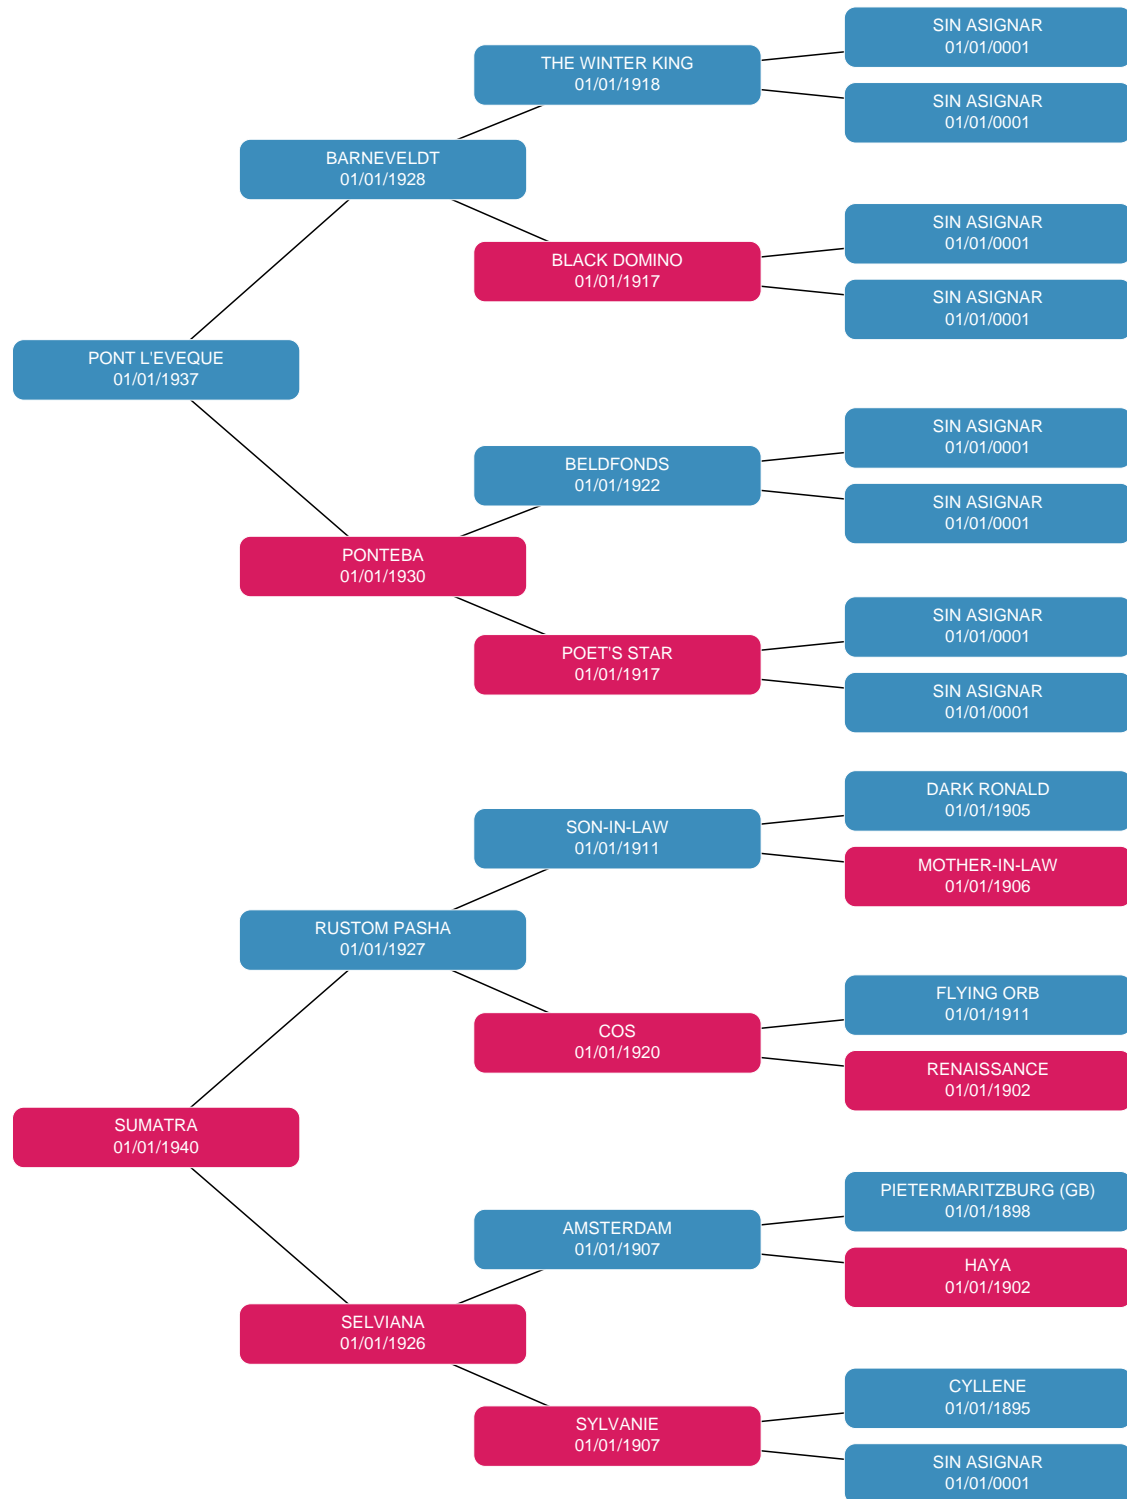 SIN ASIGNAR
01/01/0001
THE WINTER KING
01/01/1918
SIN ASIGNAR
01/01/0001
BARNEVELDT
01/01/1928
SIN ASIGNAR
01/01/0001
BLACK DOMINO
01/01/1917
SIN ASIGNAR
01/01/0001
PONT L'EVEQUE
01/01/1937
SIN ASIGNAR
01/01/0001
BELDFONDS
01/01/1922
SIN ASIGNAR
01/01/0001
PONTEBA
01/01/1930
SIN ASIGNAR
01/01/0001
POET'S STAR
01/01/1917
SIN ASIGNAR
01/01/0001
DARK RONALD
01/01/1905
SON-IN-LAW
01/01/1911
MOTHER-IN-LAW
01/01/1906
RUSTOM PASHA
01/01/1927
FLYING ORB
01/01/1911
COS
01/01/1920
RENAISSANCE
01/01/1902
SUMATRA
01/01/1940
PIETERMARITZBURG (GB)
01/01/1898
AMSTERDAM
01/01/1907
HAYA
01/01/1902
SELVIANA
01/01/1926
CYLLENE
01/01/1895
SYLVANIE
01/01/1907
SIN ASIGNAR
01/01/0001